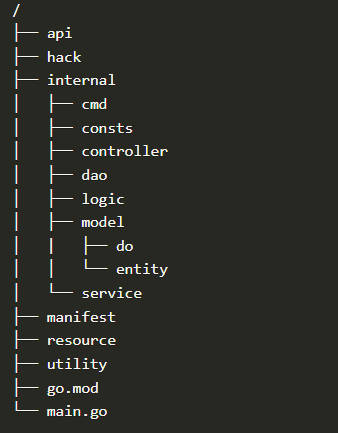 /
├── api
├── hack
├── internal
│   ├── cmd
│   ├── consts
│   ├── controller
│   ├── dao
│   ├── logic
│   ├── model
│   |   ├── do
│   │   └── entity
│   └── service
├── manifest
├── resource
├── utility
├── go.mod
└── main.go